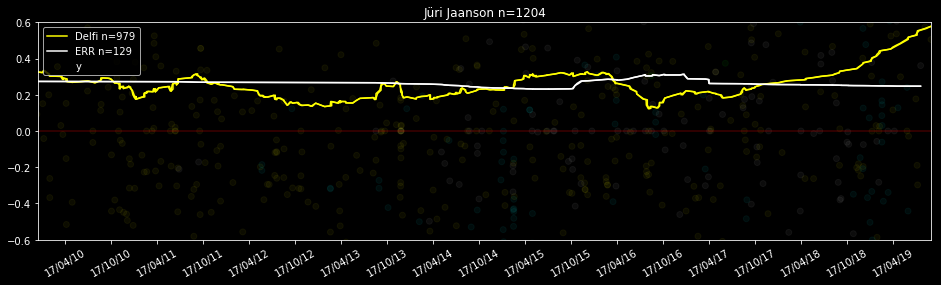 Jüri Jaanson n=1204
Delfi n=979
ERR n=129
y
0.6
0.4
0.2
0.0
−0.2
−0.4
−0.6
17/04/10 17/10/10 17/04/11 17/10/11 17/04/12 17/10/12 17/04/13 17/10/13 17/04/14 17/10/14 17/04/15 17/10/15 17/04/16 17/10/16 17/04/17 17/10/17 17/04/18 17/10/18 17/04/19